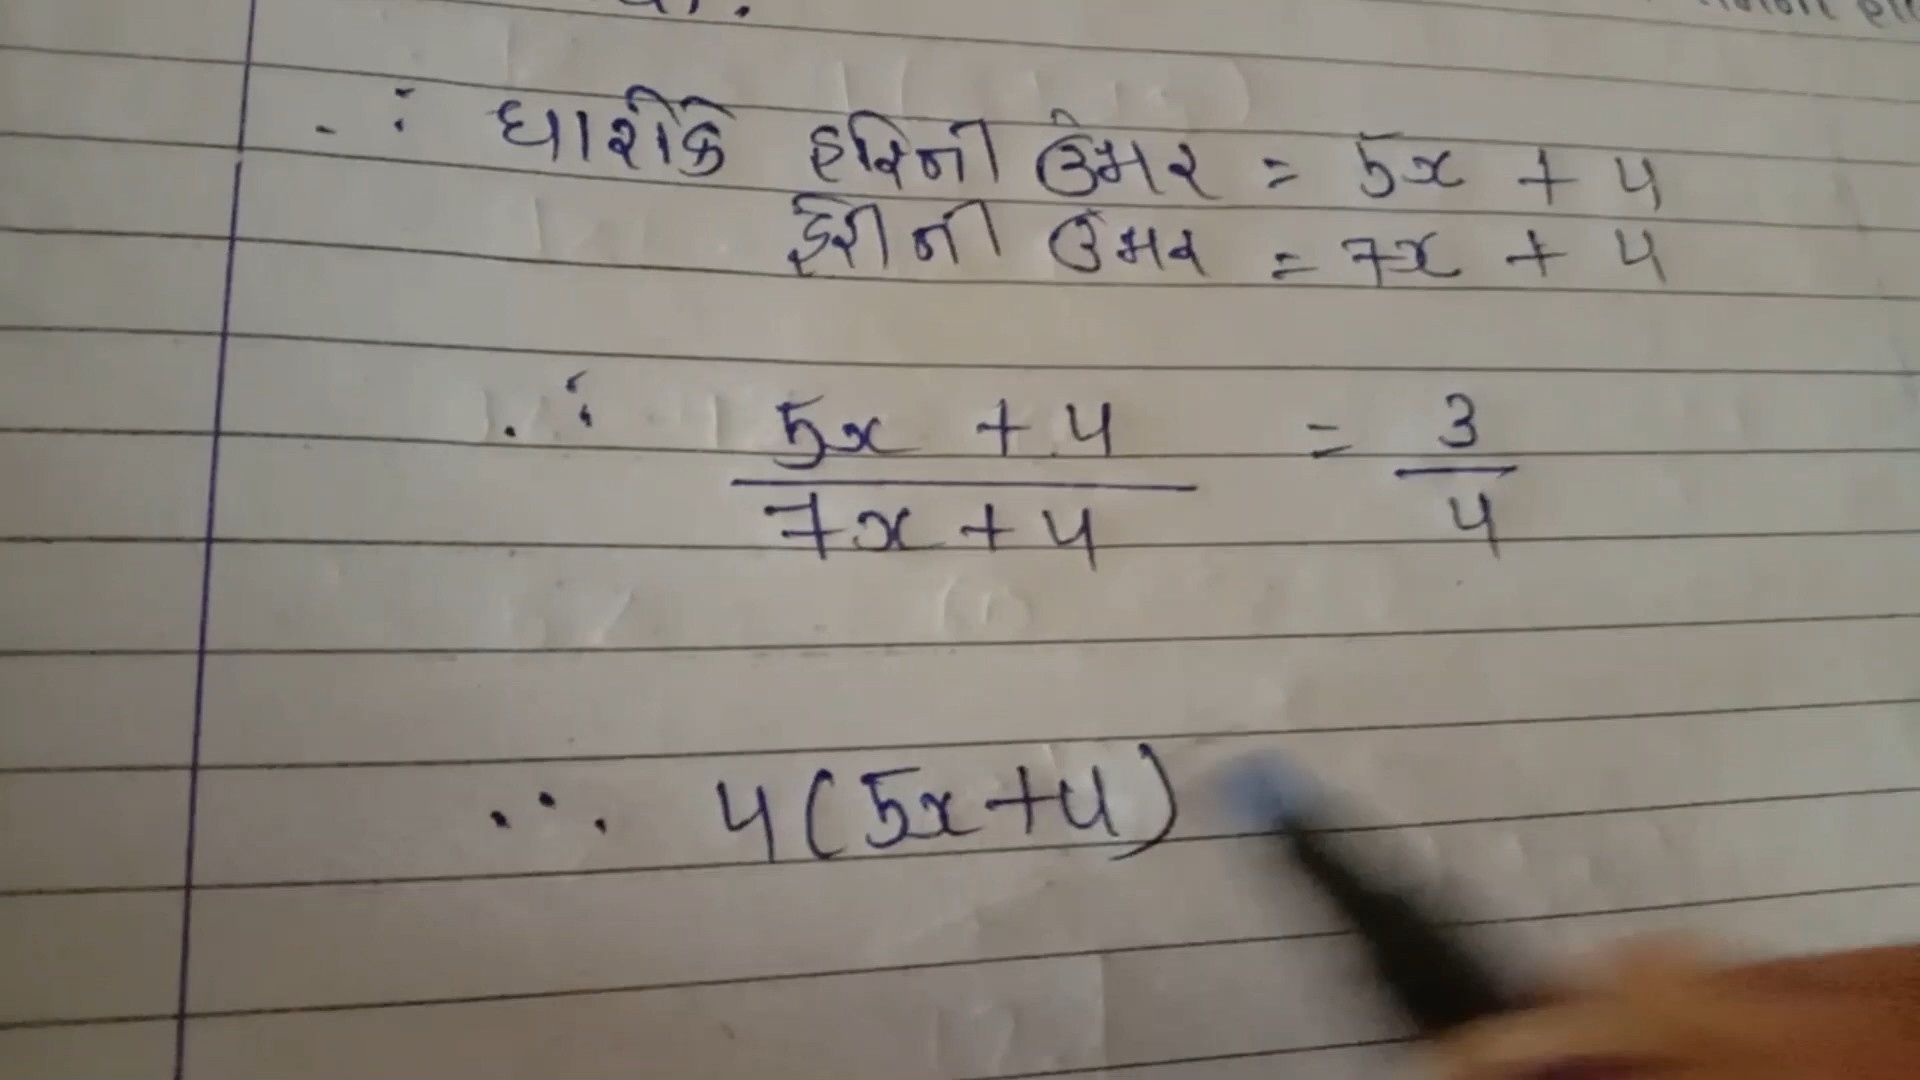 ∴ ધારોકે હરિની ઉંમર = 5x + 4
હેરીની ઉંમર = 7x + 4
∴ 5x + 4 / 7x + 4 = 3 / 4
∴ 4(5x+4)